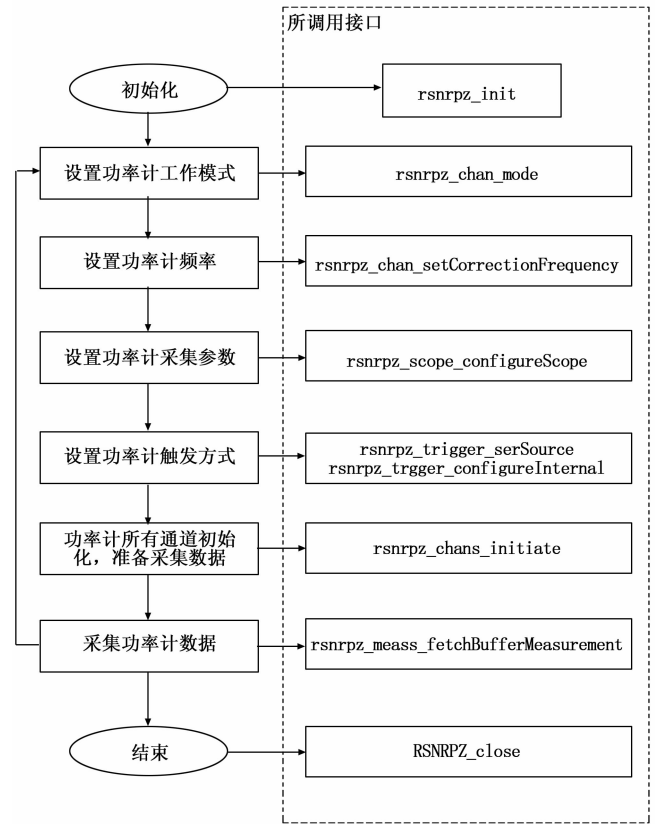 所调用接口
初始化
rsnrpz_init
设置功率计工作模式
rsnrpz_chan_mode
设置功率计频率
rsnrpz_chan_setCorrectionFrequency
设置功率计采集参数
rsnrpz_scope_configureScope
设置功率计触发方式
rsnrpz_trigger_serSource
rsnrpz_trgger_configureInternal
功率计所有通道初始
化，准备采集数据
rsnrpz_chans_initiate
采集功率计数据
rsnrpz_meass_fetchBufferMeasurement
结束
RSNRPZ_close